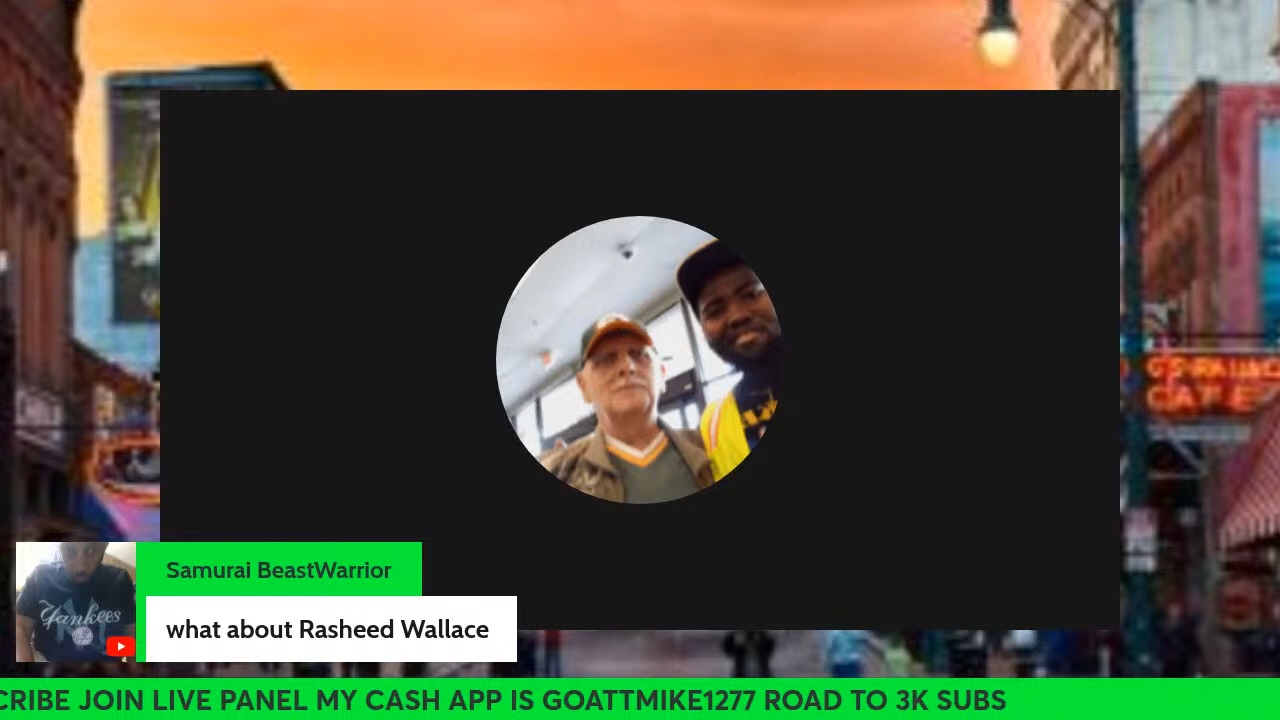 Samurai BeastWarrior
Yankees
what about Rasheed Wallace
CRIBE JOIN LIVE PANEL MY CASH APP IS GOATTMIKE1277 ROAD TO 3K SUBS